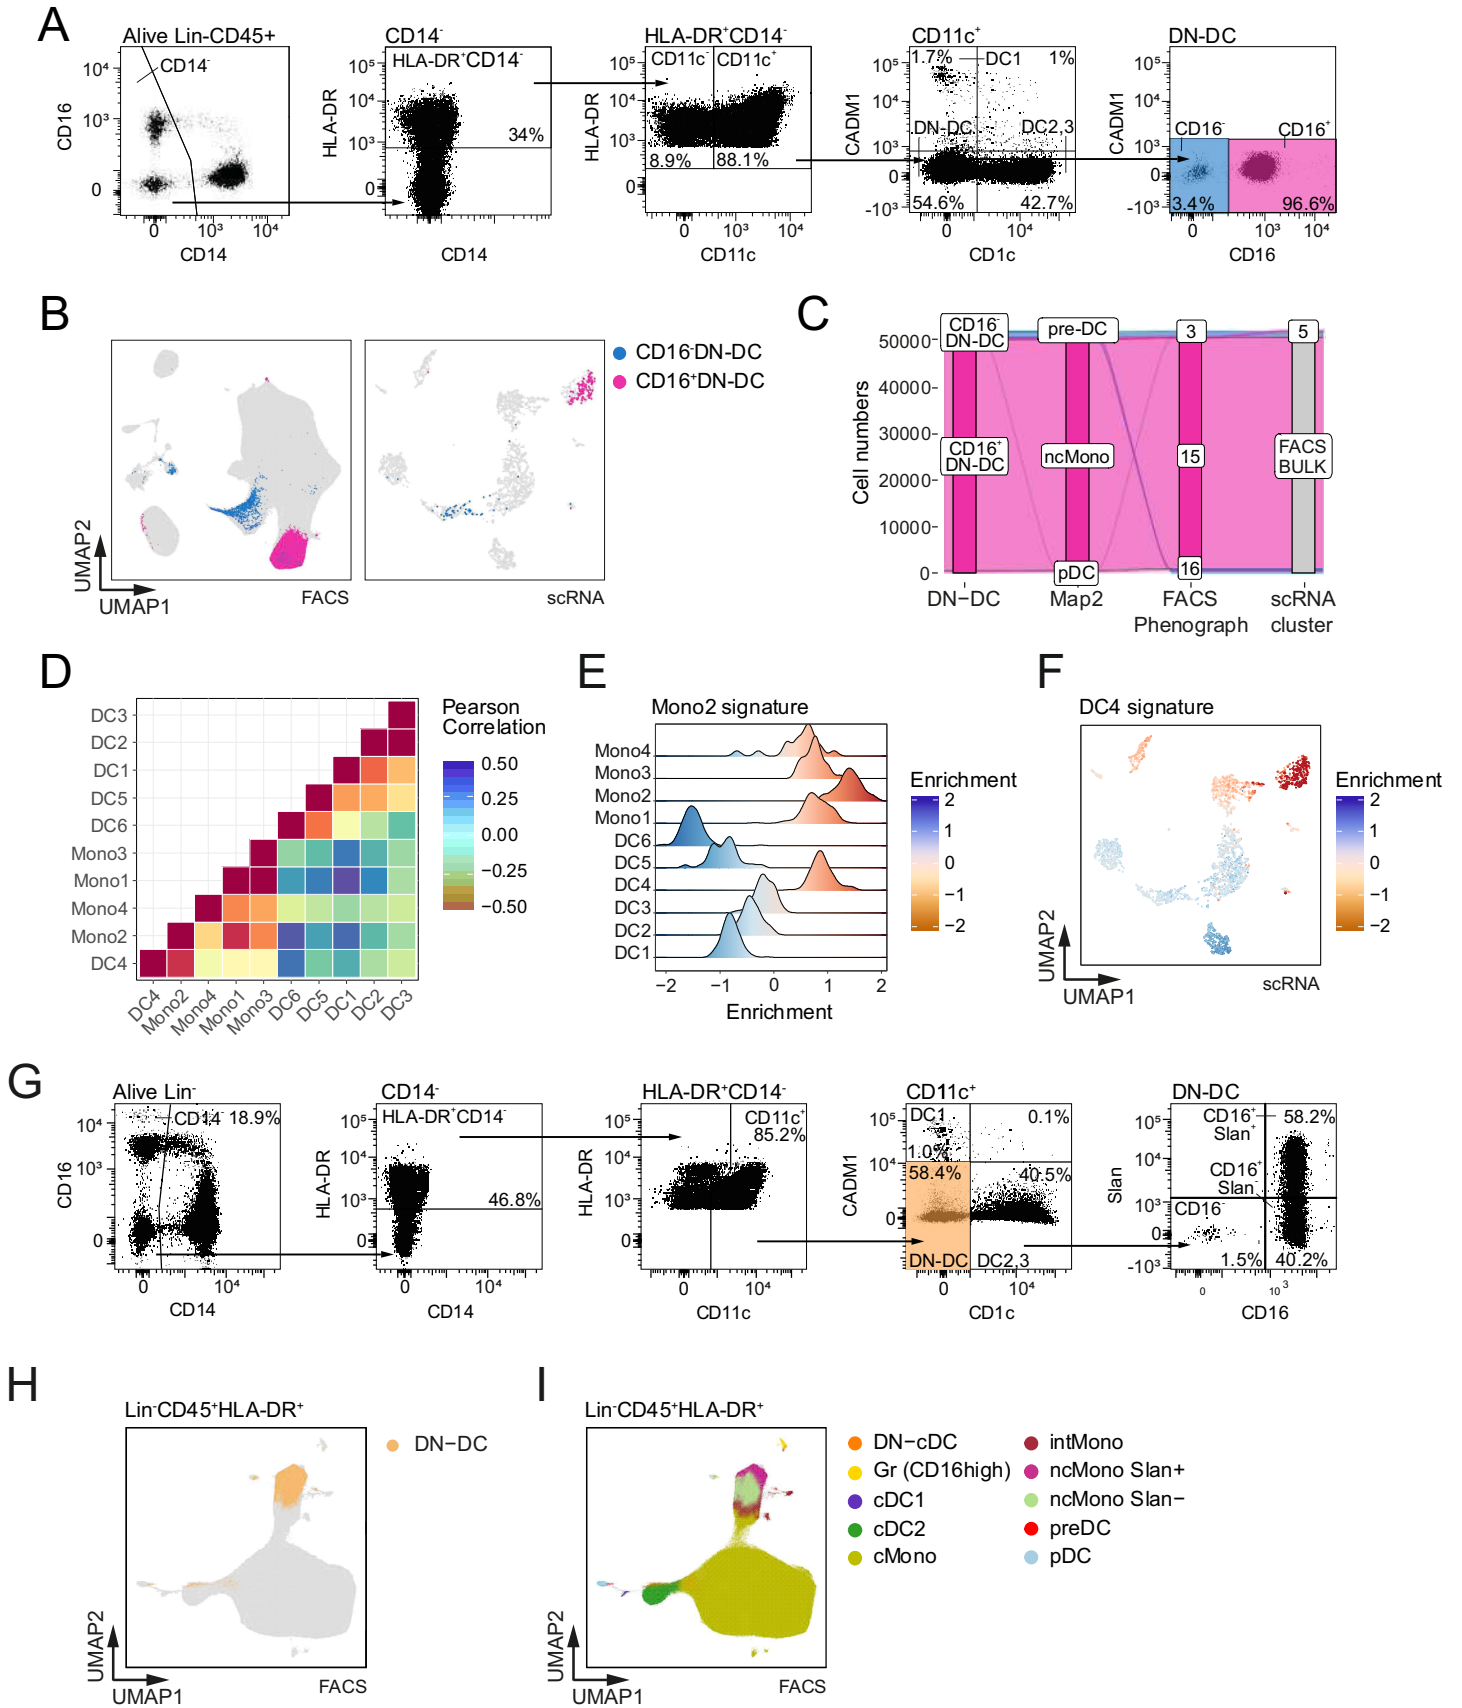 A
Alive Lin-CD45+
CD14-
HLA-DR+CD14-
CD11c+
DN-DC
CD14-
10⁴
10³
0
CD16
0
10³
10⁴
CD14
HLA-DR+CD14-
34%
10⁵
10⁴
10³
0
HLA-DR
0
10³
10⁴
CD14
CD11c- CD11c+
8.9%
88.1%
10⁵
10⁴
10³
0
HLA-DR
0
10³
10⁴
CD11c
1.7%
DC1
1%
DN-DC
DC2,3
54.6%
42.7%
10⁵
10⁴
10³
0
-10³
CADM1
0
10⁴
CD1c
CD16-
CD16+
3.4%
96.6%
10⁵
10⁴
10³
0
-10³
CADM1
0
10³
10⁴
CD16
B
CD16-DN-DC
CD16+DN-DC
UMAP2
UMAP1
FACS
scRNA
C
Cell numbers
50000
40000
30000
20000
10000
0
CD16-
DN-DC
pre-DC
3
5
CD16+
DN-DC
ncMono
15
FACS
BULK
pDC
16
DN-DC
Map2
FACS
Phenograph
scRNA
cluster
D
DC3
DC2
DC1
DC5
DC6
Mono3
Mono1
Mono4
Mono2
DC4
DC4
Mono2
Mono4
Mono1
Mono3
DC6
DC5
DC1
DC2
DC3
Pearson
Correlation
0.50
0.25
0.00
-0.25
-0.50
E
Mono2 signature
Mono4
Mono3
Mono2
Mono1
DC6
DC5
DC4
DC3
DC2
DC1
-2
-1
0
1
2
Enrichment
Enrichment
2
1
0
-1
-2
F
DC4 signature
UMAP2
UMAP1
scRNA
Enrichment
2
1
0
-1
-2
G
Alive Lin-
CD14-
HLA-DR+CD14-
CD11c+
DN-DC
CD14- 18.9%
10⁴
10³
0
CD16
0
10⁴
CD14
HLA-DR+CD14-
46.8%
10⁵
10⁴
10³
0
HLA-DR
0
10⁴
CD14
CD11c+
85.2%
10⁵
10⁴
10³
0
HLA-DR
0
10⁴
CD11c
DC1
0.1%
1.0%
58.4%
40.5%
DN-DC
DC2,3
10⁵
10⁴
0
CADM1
0
10⁴
CD1c
CD16+
Slan+
58.2%
CD16+
Slan-
CD16-
1.5%
40.2%
10⁵
10⁴
10³
0
-10³
Slan
0
10³
CD16
H
Lin-CD45+HLA-DR+
DN-DC
UMAP2
UMAP1
FACS
I
Lin-CD45+HLA-DR+
DN-cDC
Gr (CD16high)
cDC1
cDC2
cMono
intMono
ncMono Slan+
ncMono Slan-
preDC
pDC
UMAP2
UMAP1
FACS